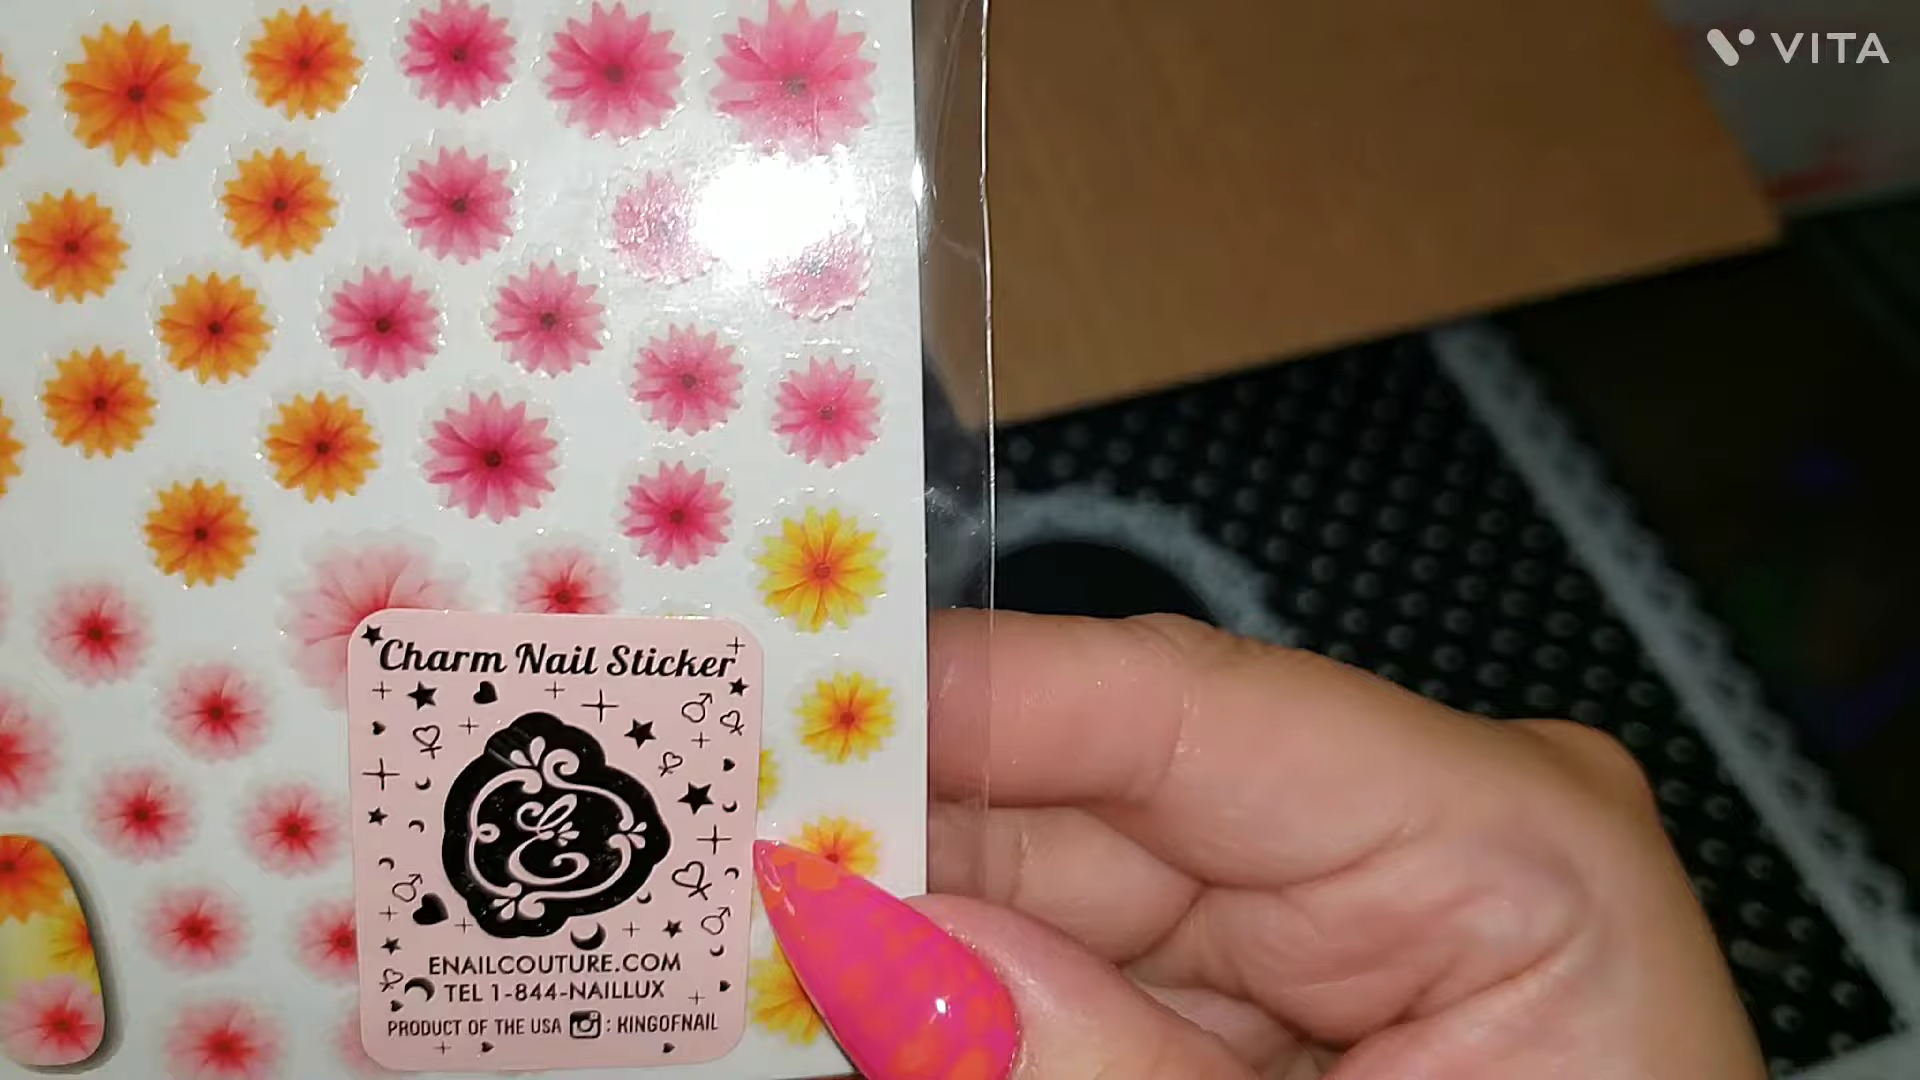 VITA
Charm Nail Sticker
ENAILCOUTURE.COM
TEL 1-844-NAILLUX
PRODUCT OF THE USA : KINGOFNAIL